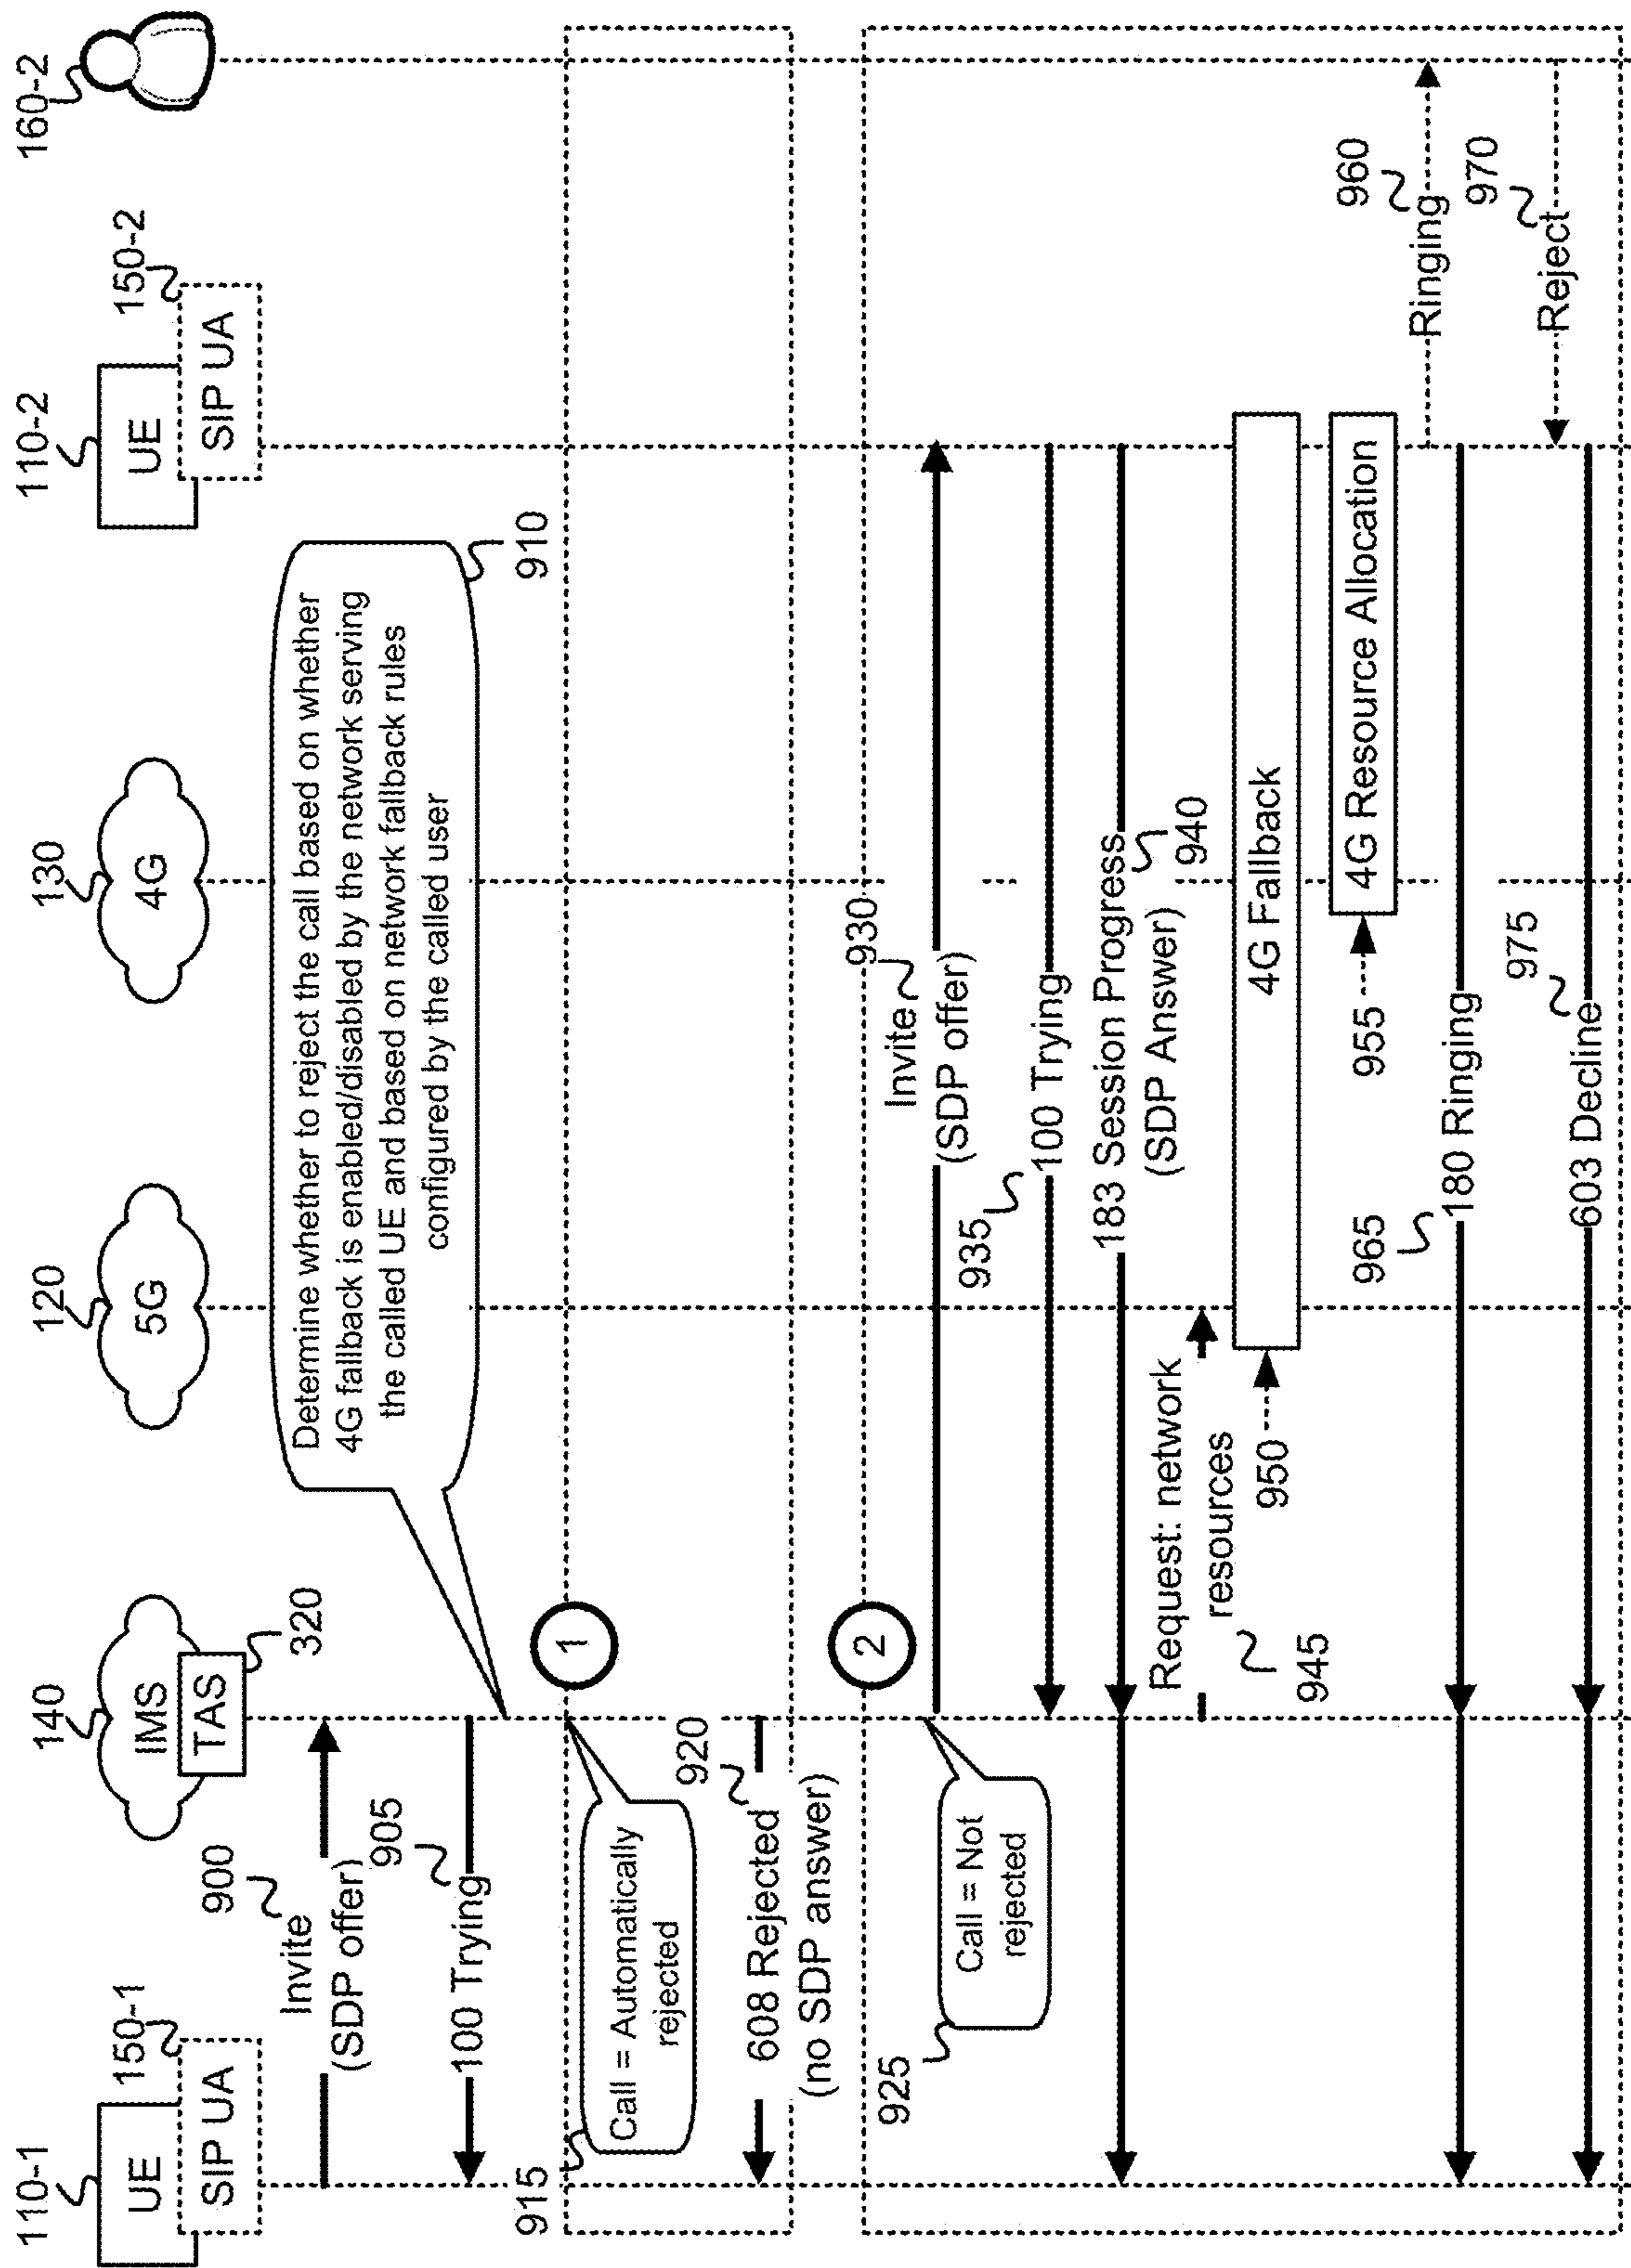 110-1
UE
SIP UA
150-1
140
IMS
TAS
320
120
5G
130
4G
110-2
UE
SIP UA
150-2
160-2
900
Invite
(SDP offer)
905
100 Trying
Determine whether to reject the call based on whether
4G fallback is enabled/disabled by the network serving
the called UE and based on network fallback rules
configured by the called user
910
1
915
Call = Automatically
rejected
920
608 Rejected
(no SDP answer)
2
925
Call = Not
rejected
Invite
930
(SDP offer)
935
100 Trying
183 Session Progress
940
(SDP Answer)
Request: network
resources
945
950
4G Fallback
955
4G Resource Allocation
960
Ringing
965
180 Ringing
970
Reject
975
603 Decline